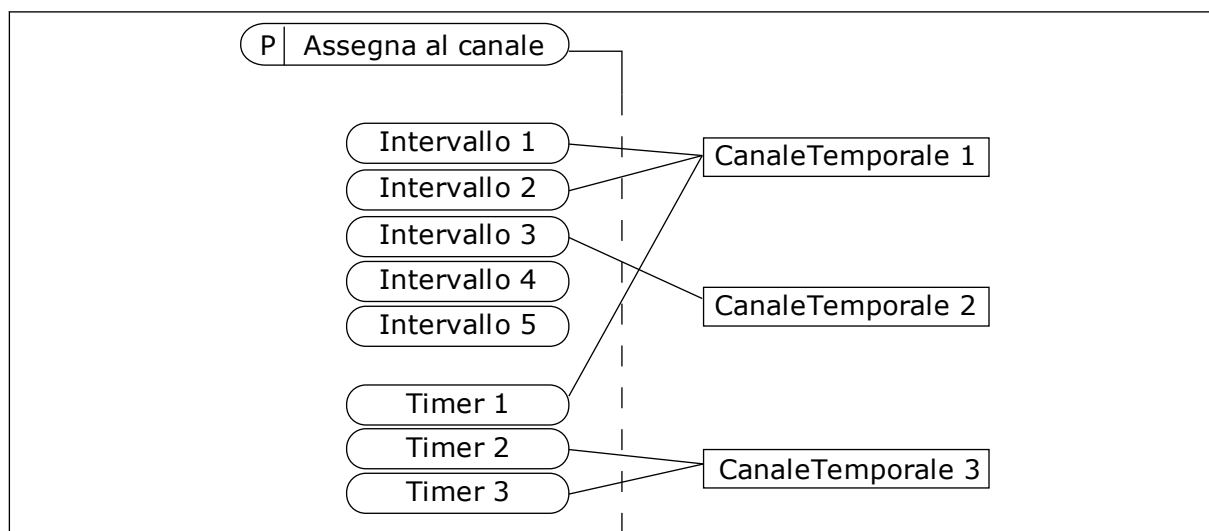 P Assegna al canale
Intervallo 1
CanaleTemporale 1
Intervallo 2
Intervallo 3
Intervallo 4
CanaleTemporale 2
Intervallo 5
Timer 1
Timer 2
CanaleTemporale 3
Timer 3